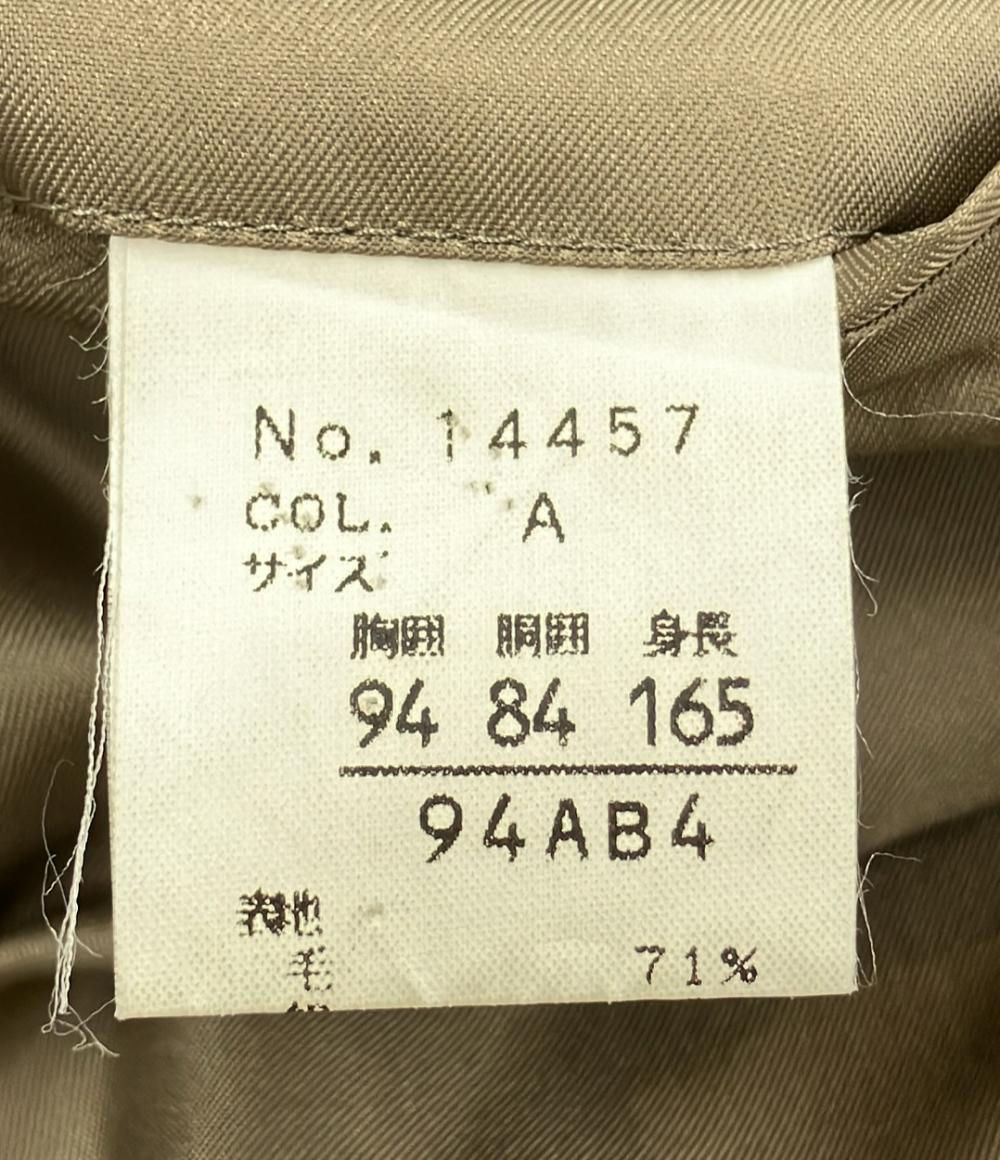 No. 14457
COL. A
サイズ
胸囲 胴囲 身長
94 84 165
94AB4
表地
毛 71%